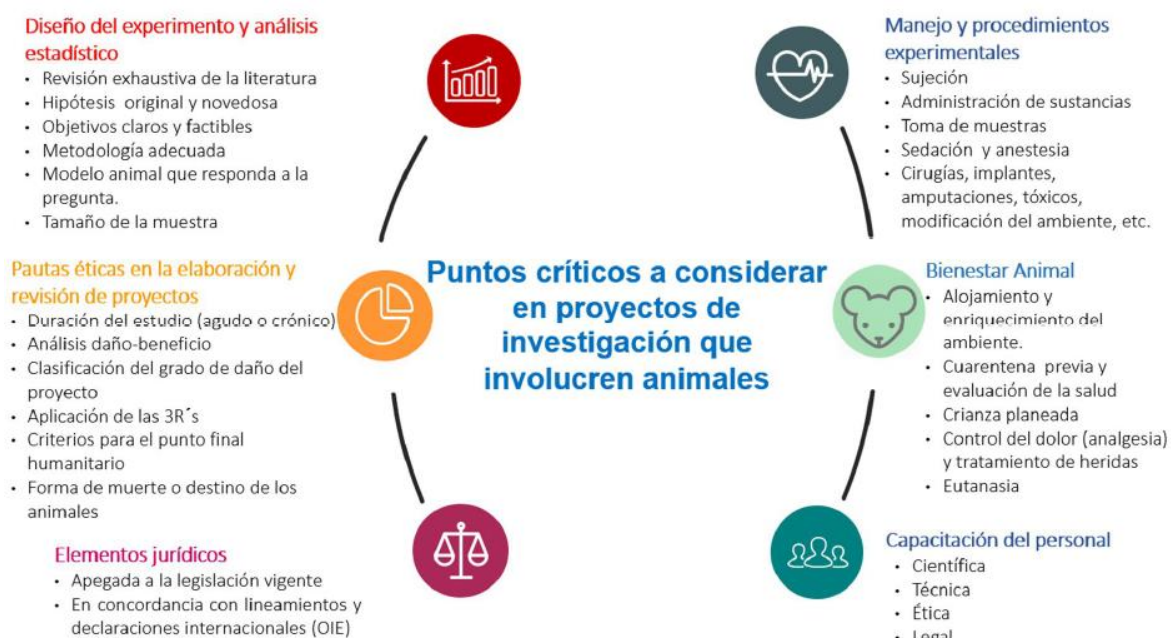 Diseño del experimento y análisis
estadístico
• Revisión exhaustiva de la literatura
• Hipótesis original y novedosa
• Objetivos claros y factibles
• Metodología adecuada
• Modelo animal que responda a la
pregunta.
• Tamaño de la muestra
Pautas éticas en la elaboración y
revisión de proyectos
• Duración del estudio (agudo o crónico)
• Análisis daño-beneficio
• Clasificación del grado de daño del
proyecto
• Aplicación de las 3R´s
• Criterios para el punto final
humanitario
• Forma de muerte o destino de los
animales
Elementos jurídicos
• Apegada a la legislación vigente
• En concordancia con lineamientos y
declaraciones internacionales (OIE)
Puntos críticos a considerar
en proyectos de
investigación que
involucren animales
Manejo y procedimientos
experimentales
• Sujeción
• Administración de sustancias
• Toma de muestras
• Sedación y anestesia
• Cirugías, implantes,
amputaciones, tóxicos,
modificación del ambiente, etc.
Bienestar Animal
• Alojamiento y
enriquecimiento del
ambiente.
• Cuarentena previa y
evaluación de la salud
• Crianza planeada
• Control del dolor (analgesia)
y tratamiento de heridas
• Eutanasia
Capacitación del personal
• Científica
• Técnica
• Ética
• Legal